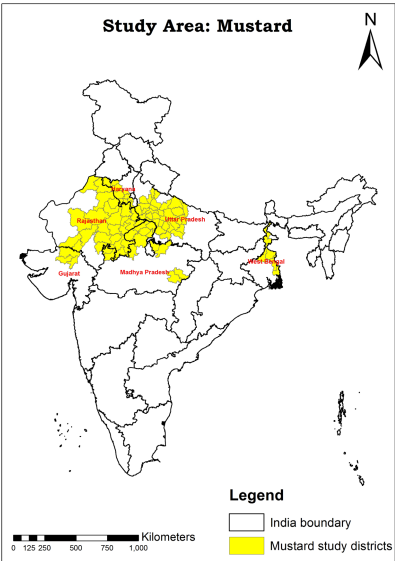 Study Area: Mustard
N
Haryana
Rajasthan
Uttar Pradesh
West Bengal
Gujarat
Madhya Pradesh
Legend
India boundary
Mustard study districts
Kilometers
0 125 250 500 750 1,000